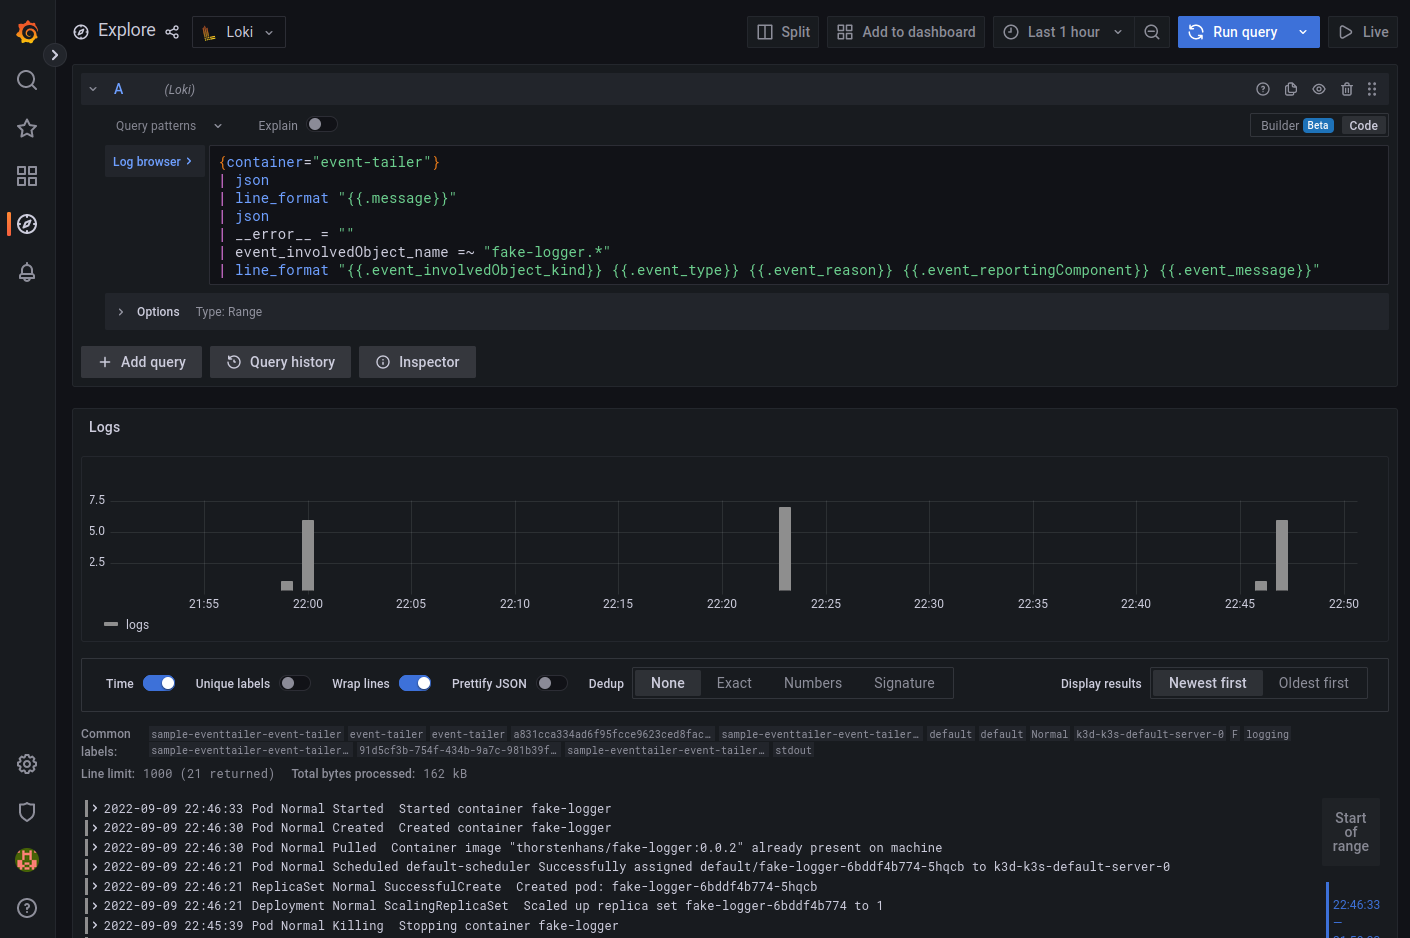 Explore
Loki
Split
Add to dashboard
Last 1 hour
Run query
Live
A
(Loki)
Query patterns
Explain
Builder
Beta
Code
Log browser
{container="event-tailer"}
| json
| line_format "{{.message}}"
| json
| __error__ = ""
| event_involvedObject_name =~ "fake-logger.*"
| line_format "{{.event_involvedObject_kind}} {{.event_type}} {{.event_reason}} {{.event_reportingComponent}} {{.event_message}}"
Options
Type: Range
Add query
Query history
Inspector
Logs
7.5
5.0
2.5
21:55
22:00
22:05
22:10
22:15
22:20
22:25
22:30
22:35
22:40
22:45
22:50
logs
Time
Unique labels
Wrap lines
Prettify JSON
Dedup
None
Exact
Numbers
Signature
Display results
Newest first
Oldest first
Common labels:
sample-eventtailer-event-tailer event-tailer event-tailer a831cca334ad6f95fcce9623ced8fac… sample-eventtailer-event-tailer… default default Normal k3d-k3s-default-server-0 F logging
sample-eventtailer-event-tailer… 91d5cf3b-754f-434b-9a7c-981b39f… sample-eventtailer-event-tailer… stdout
Line limit: 1000 (21 returned) Total bytes processed: 162 kB
2022-09-09 22:46:33 Pod Normal Started  Started container fake-logger
2022-09-09 22:46:30 Pod Normal Created  Created container fake-logger
2022-09-09 22:46:30 Pod Normal Pulled  Container image "thorstenhans/fake-logger:0.0.2" already present on machine
2022-09-09 22:46:21 Pod Normal Scheduled default-scheduler Successfully assigned default/fake-logger-6bddf4b774-5hqcb to k3d-k3s-default-server-0
2022-09-09 22:46:21 ReplicaSet Normal SuccessfulCreate  Created pod: fake-logger-6bddf4b774-5hqcb
2022-09-09 22:46:21 Deployment Normal ScalingReplicaSet  Scaled up replica set fake-logger-6bddf4b774 to 1
2022-09-09 22:45:39 Pod Normal Killing  Stopping container fake-logger
Start
of
range
22:46:33
—